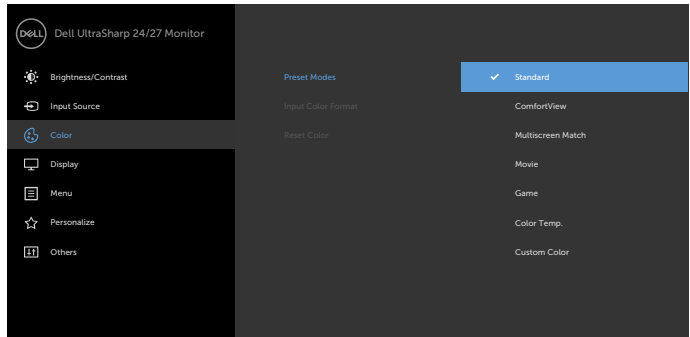 DELL Dell UltraSharp 24/27 Monitor
Brightness/Contrast Preset Modes Standard
Input Source Input Color Format ComfortView
Color Reset Color Multiscreen Match
Display Movie
Menu Game
Personalize Color Temp.
Others Custom Color